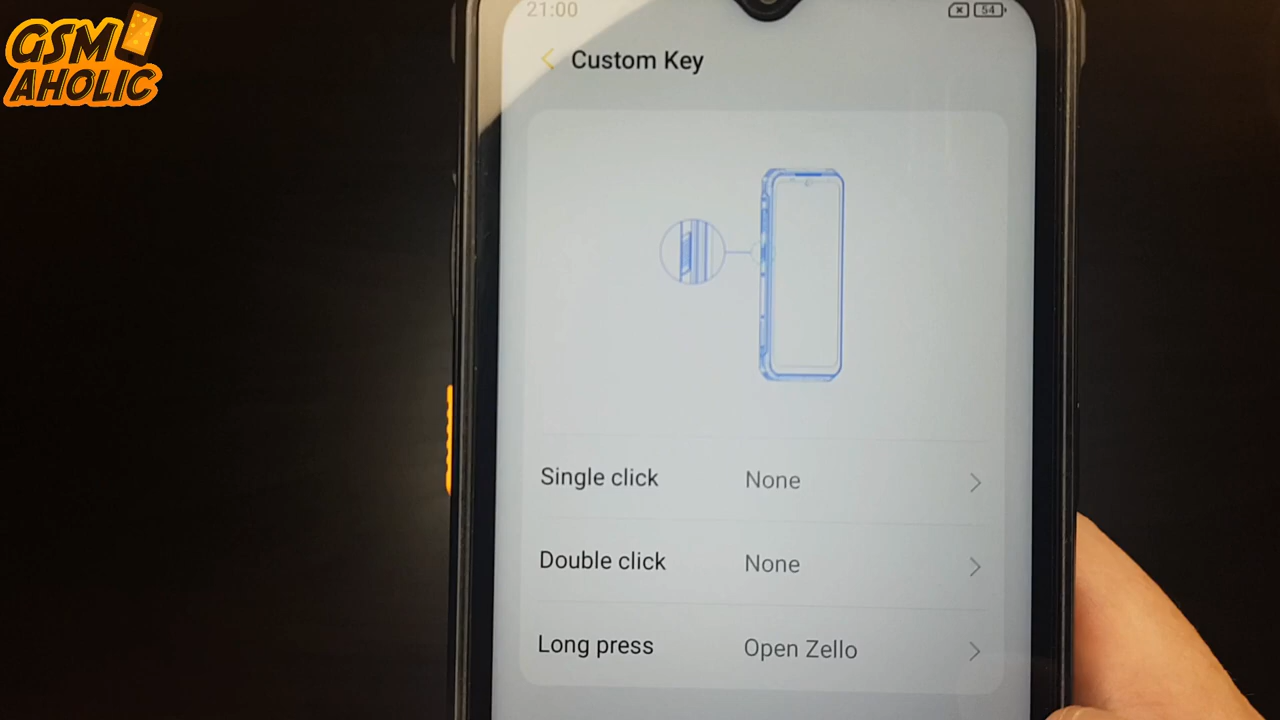 GSM
AHOLIC
21:00
54
Custom Key
Single click None
Double click None
Long press Open Zello